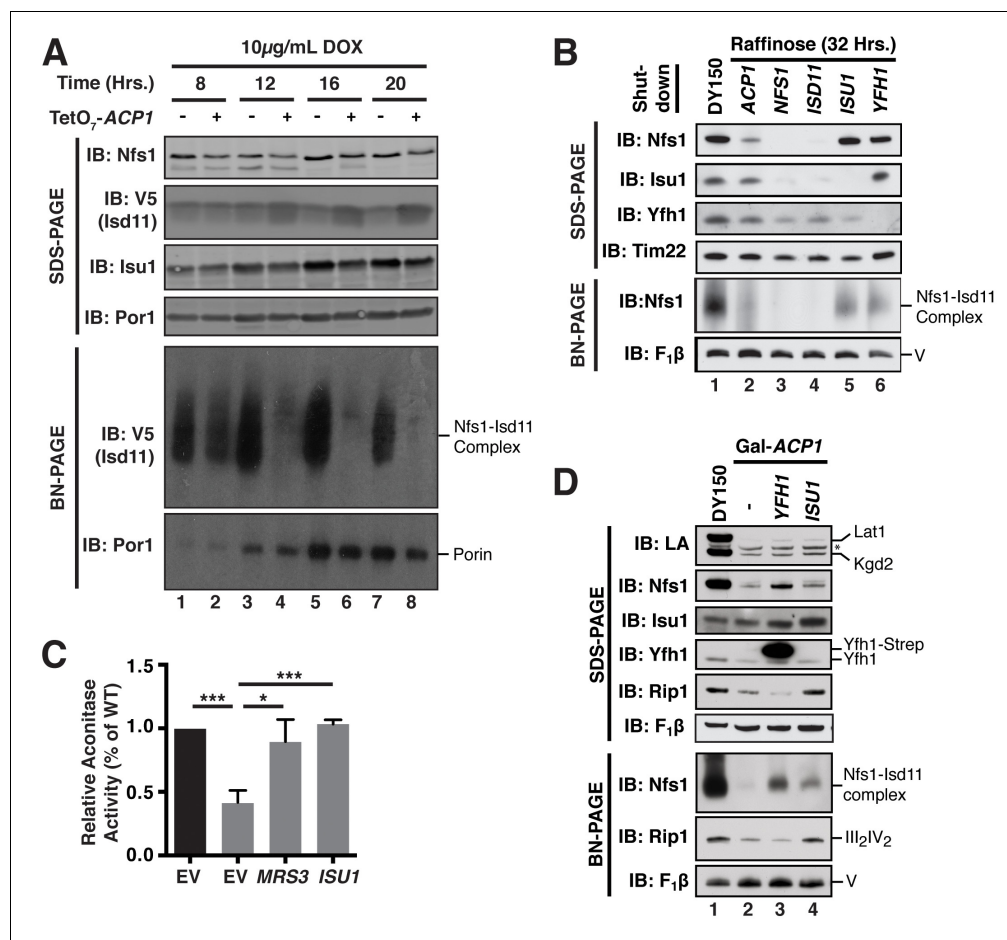 A
10µg/mL DOX
Time (Hrs.) 8 12 16 20
TetO7-ACP1 - + - + - + - +
SDS-PAGE
IB: Nfs1
IB: V5
(Isd11)
IB: Isu1
IB: Por1
BN-PAGE
IB: V5
(Isd11)
Nfs1-Isd11
Complex
IB: Por1
Porin
1 2 3 4 5 6 7 8
B
Raffinose (32 Hrs.)
Shut-
down
DY150 ACP1 NFS1 ISD11 ISU1 YFH1
SDS-PAGE
IB: Nfs1
IB: Isu1
IB: Yfh1
IB: Tim22
BN-PAGE
IB:Nfs1
Nfs1-Isd11
Complex
IB: F1β
V
1 2 3 4 5 6
C
Relative Aconitase
Activity (% of WT)
1.5
1.0
0.5
0.0
*** * ***
EV EV MRS3 ISU1
D
Gal-ACP1
DY150 - YFH1 ISU1
SDS-PAGE
IB: LA
Lat1
*
Kgd2
IB: Nfs1
IB: Isu1
IB: Yfh1
Yfh1-Strep
Yfh1
IB: Rip1
IB: F1β
BN-PAGE
IB: Nfs1
Nfs1-Isd11
complex
IB: Rip1
III2IV2
IB: F1β
V
1 2 3 4